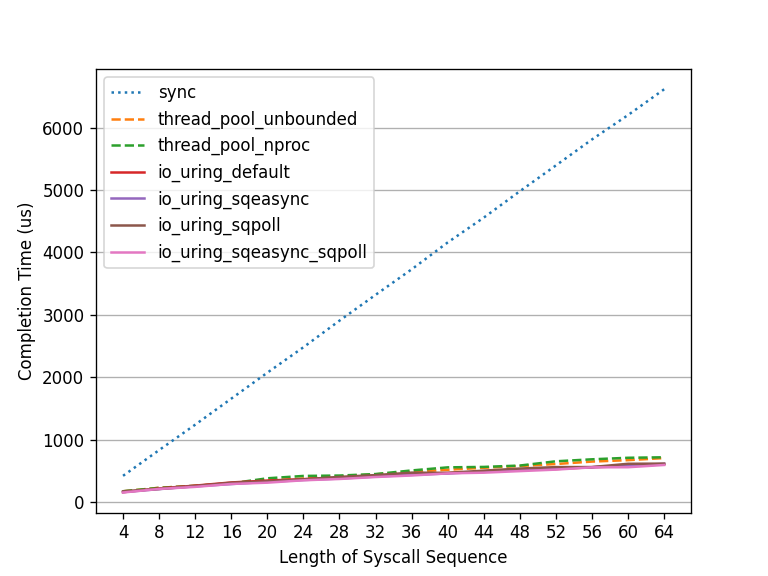 sync
thread_pool_unbounded
thread_pool_nproc
io_uring_default
io_uring_sqeasync
io_uring_sqpoll
io_uring_sqeasync_sqpoll
Completion Time (us)
6000
5000
4000
3000
2000
1000
0
4 8 12 16 20 24 28 32 36 40 44 48 52 56 60 64
Length of Syscall Sequence